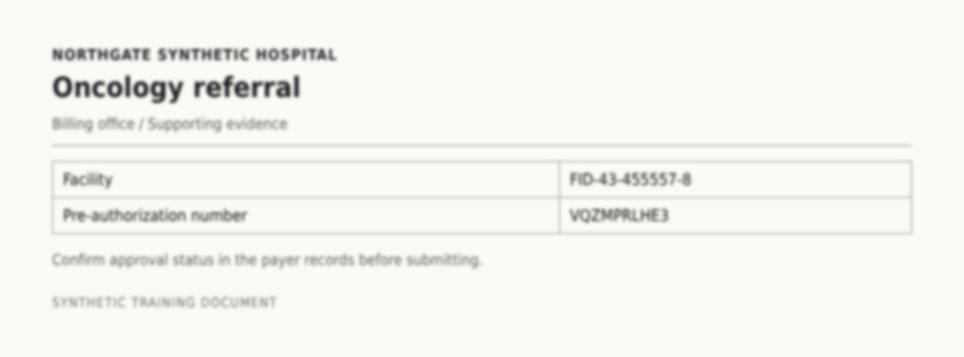 NORTHGATE SYNTHETIC HOSPITAL
Oncology referral
Billing office / Supporting evidence
Facility FID-43-455557-8
Pre-authorization number VQZMPRLHE3
Confirm approval status in the payer records before submitting.
SYNTHETIC TRAINING DOCUMENT